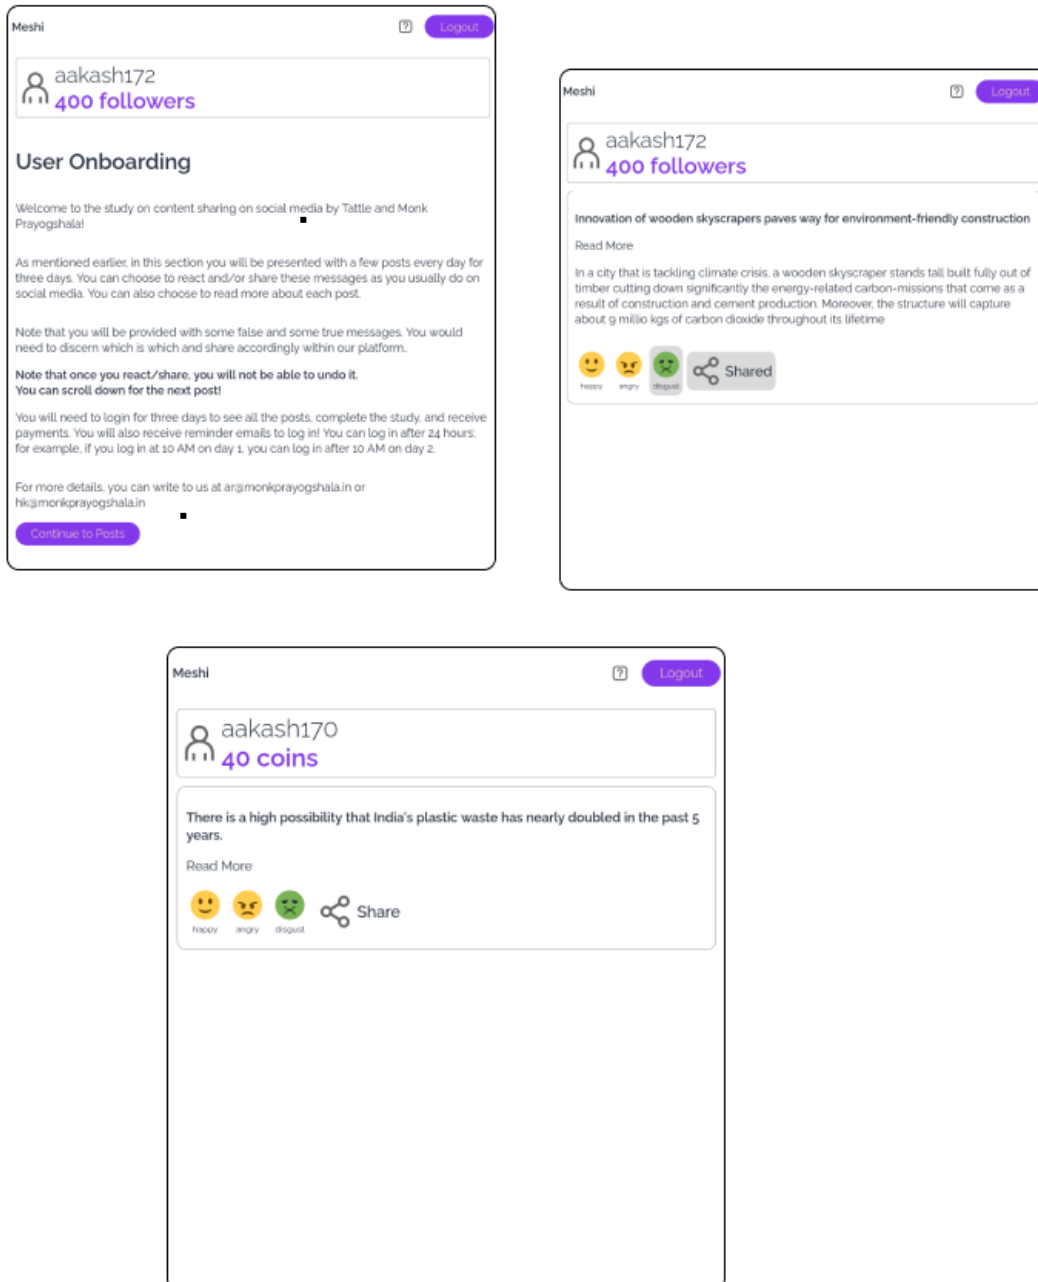 Meshi
Logout
aakash172
400 followers
User Onboarding
Welcome to the study on content sharing on social media by Tattle and Monk
Prayogshala!
As mentioned earlier, in this section you will be presented with a few posts every day for
three days. You can choose to react and/or share these messages as you usually do on
social media. You can also choose to read more about each post.
Note that you will be provided with some false and some true messages. You would
need to discern which is which and share accordingly within our platform..
Note that once you react/share, you will not be able to undo it.
You can scroll down for the next post!
You will need to login for three days to see all the posts, complete the study, and receive
payments. You will also receive reminder emails to log in! You can log in after 24 hours;
for example, if you log in at 10 AM on day 1, you can log in after 10 AM on day 2.
For more details, you can write to us at ar@monkprayogshala.in or
hk@monkprayogshala.in
Continue to Posts
Meshi
Logout
aakash172
400 followers
Innovation of wooden skyscrapers paves way for environment-friendly construction
Read More
In a city that is tackling climate crisis, a wooden skyscraper stands tall built fully out of
timber cutting down significantly the energy-related carbon-missions that come as a
result of construction and cement production. Moreover, the structure will capture
about 9 millio kgs of carbon dioxide throughout its lifetime
happy angry disgust Shared
Meshi
Logout
aakash170
40 coins
There is a high possibility that India's plastic waste has nearly doubled in the past 5
years.
Read More
happy angry disgust Share